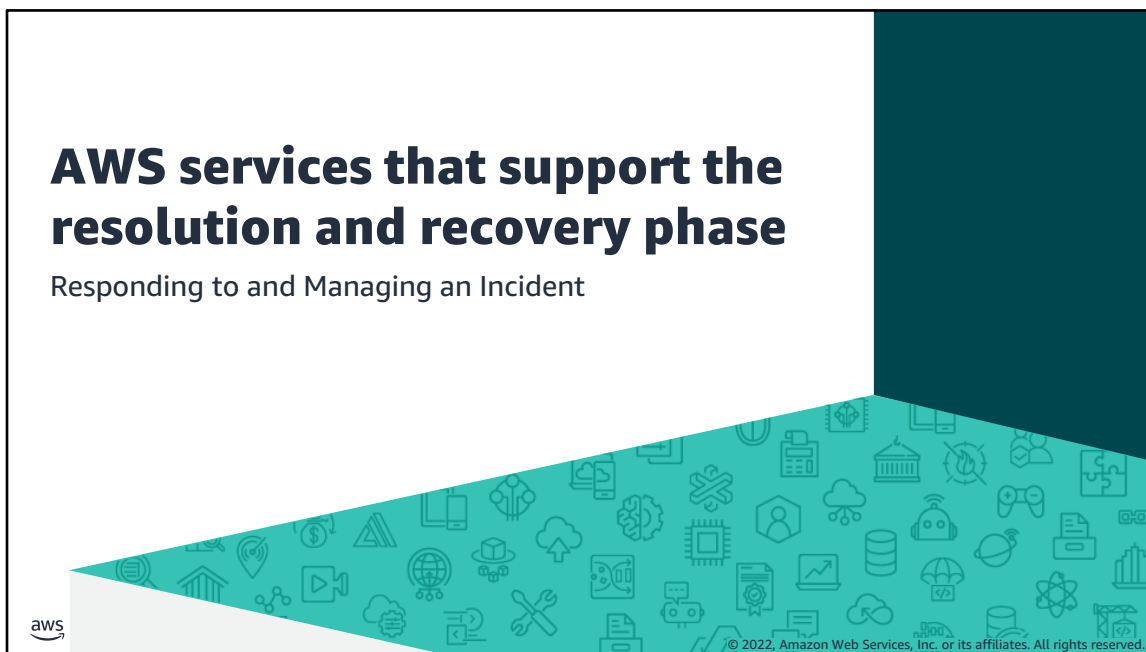 AWS services that support the
resolution and recovery phase
Responding to and Managing an Incident
aws
© 2022, Amazon Web Services, Inc. or its affiliates. All rights reserved.